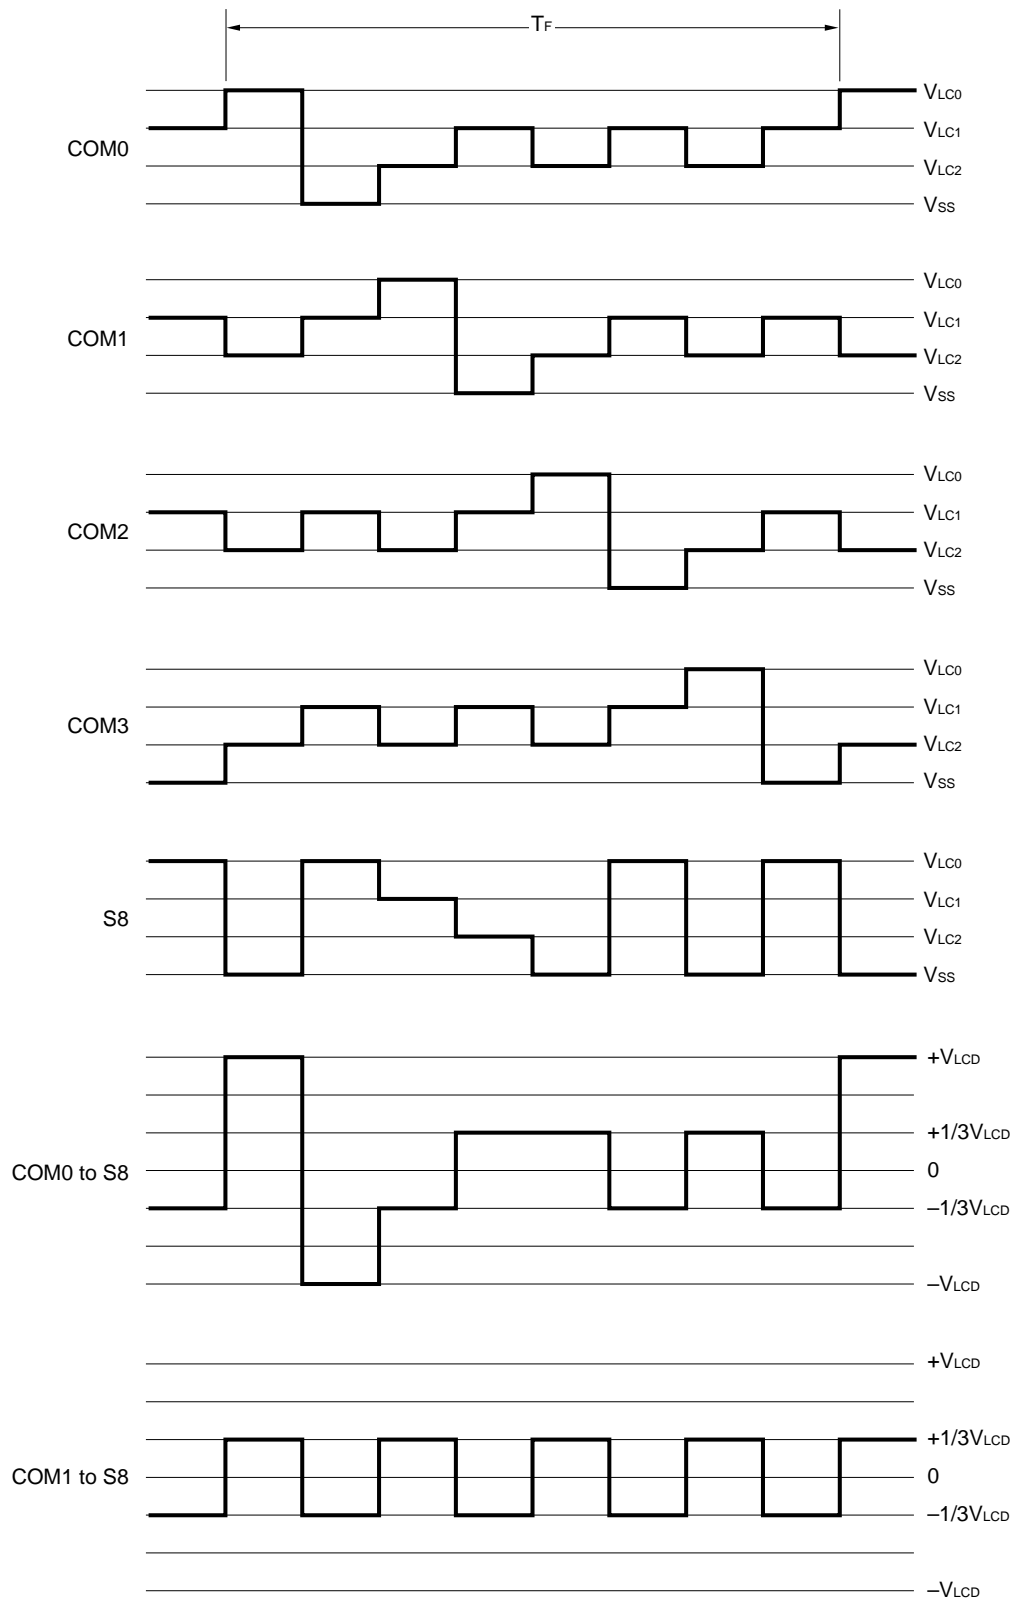 TF
VLC0
VLC1
COM0
VLC2
VSS
VLC0
VLC1
COM1
VLC2
VSS
VLC0
VLC1
COM2
VLC2
VSS
VLC0
VLC1
COM3
VLC2
VSS
VLC0
VLC1
S8
VLC2
VSS
+VLCD
+1/3VLCD
COM0 to S8
0
–1/3VLCD
–VLCD
+VLCD
+1/3VLCD
COM1 to S8
0
–1/3VLCD
–VLCD